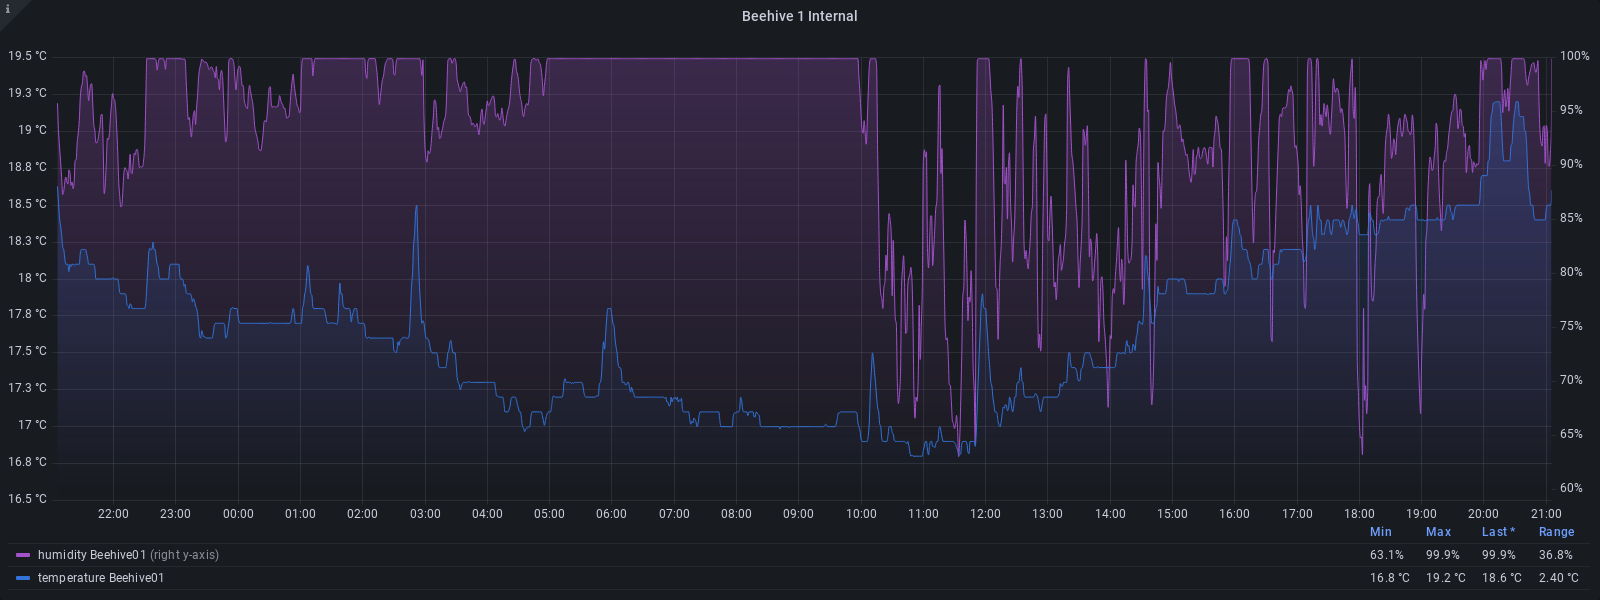 i
Beehive 1 Internal
19.5 °C 100%
19.3 °C 95%
19 °C 90%
18.8 °C 85%
18.5 °C 80%
18.3 °C 75%
18 °C 70%
17.8 °C 65%
17.5 °C 60%
17.3 °C
17 °C
16.8 °C
16.5 °C
22:00 23:00 00:00 01:00 02:00 03:00 04:00 05:00 06:00 07:00 08:00 09:00 10:00 11:00 12:00 13:00 14:00 15:00 16:00 17:00 18:00 19:00 20:00 21:00
Min Max Last * Range
humidity Beehive01 (right y-axis) 63.1% 99.9% 99.9% 36.8%
temperature Beehive01 16.8 °C 19.2 °C 18.6 °C 2.40 °C